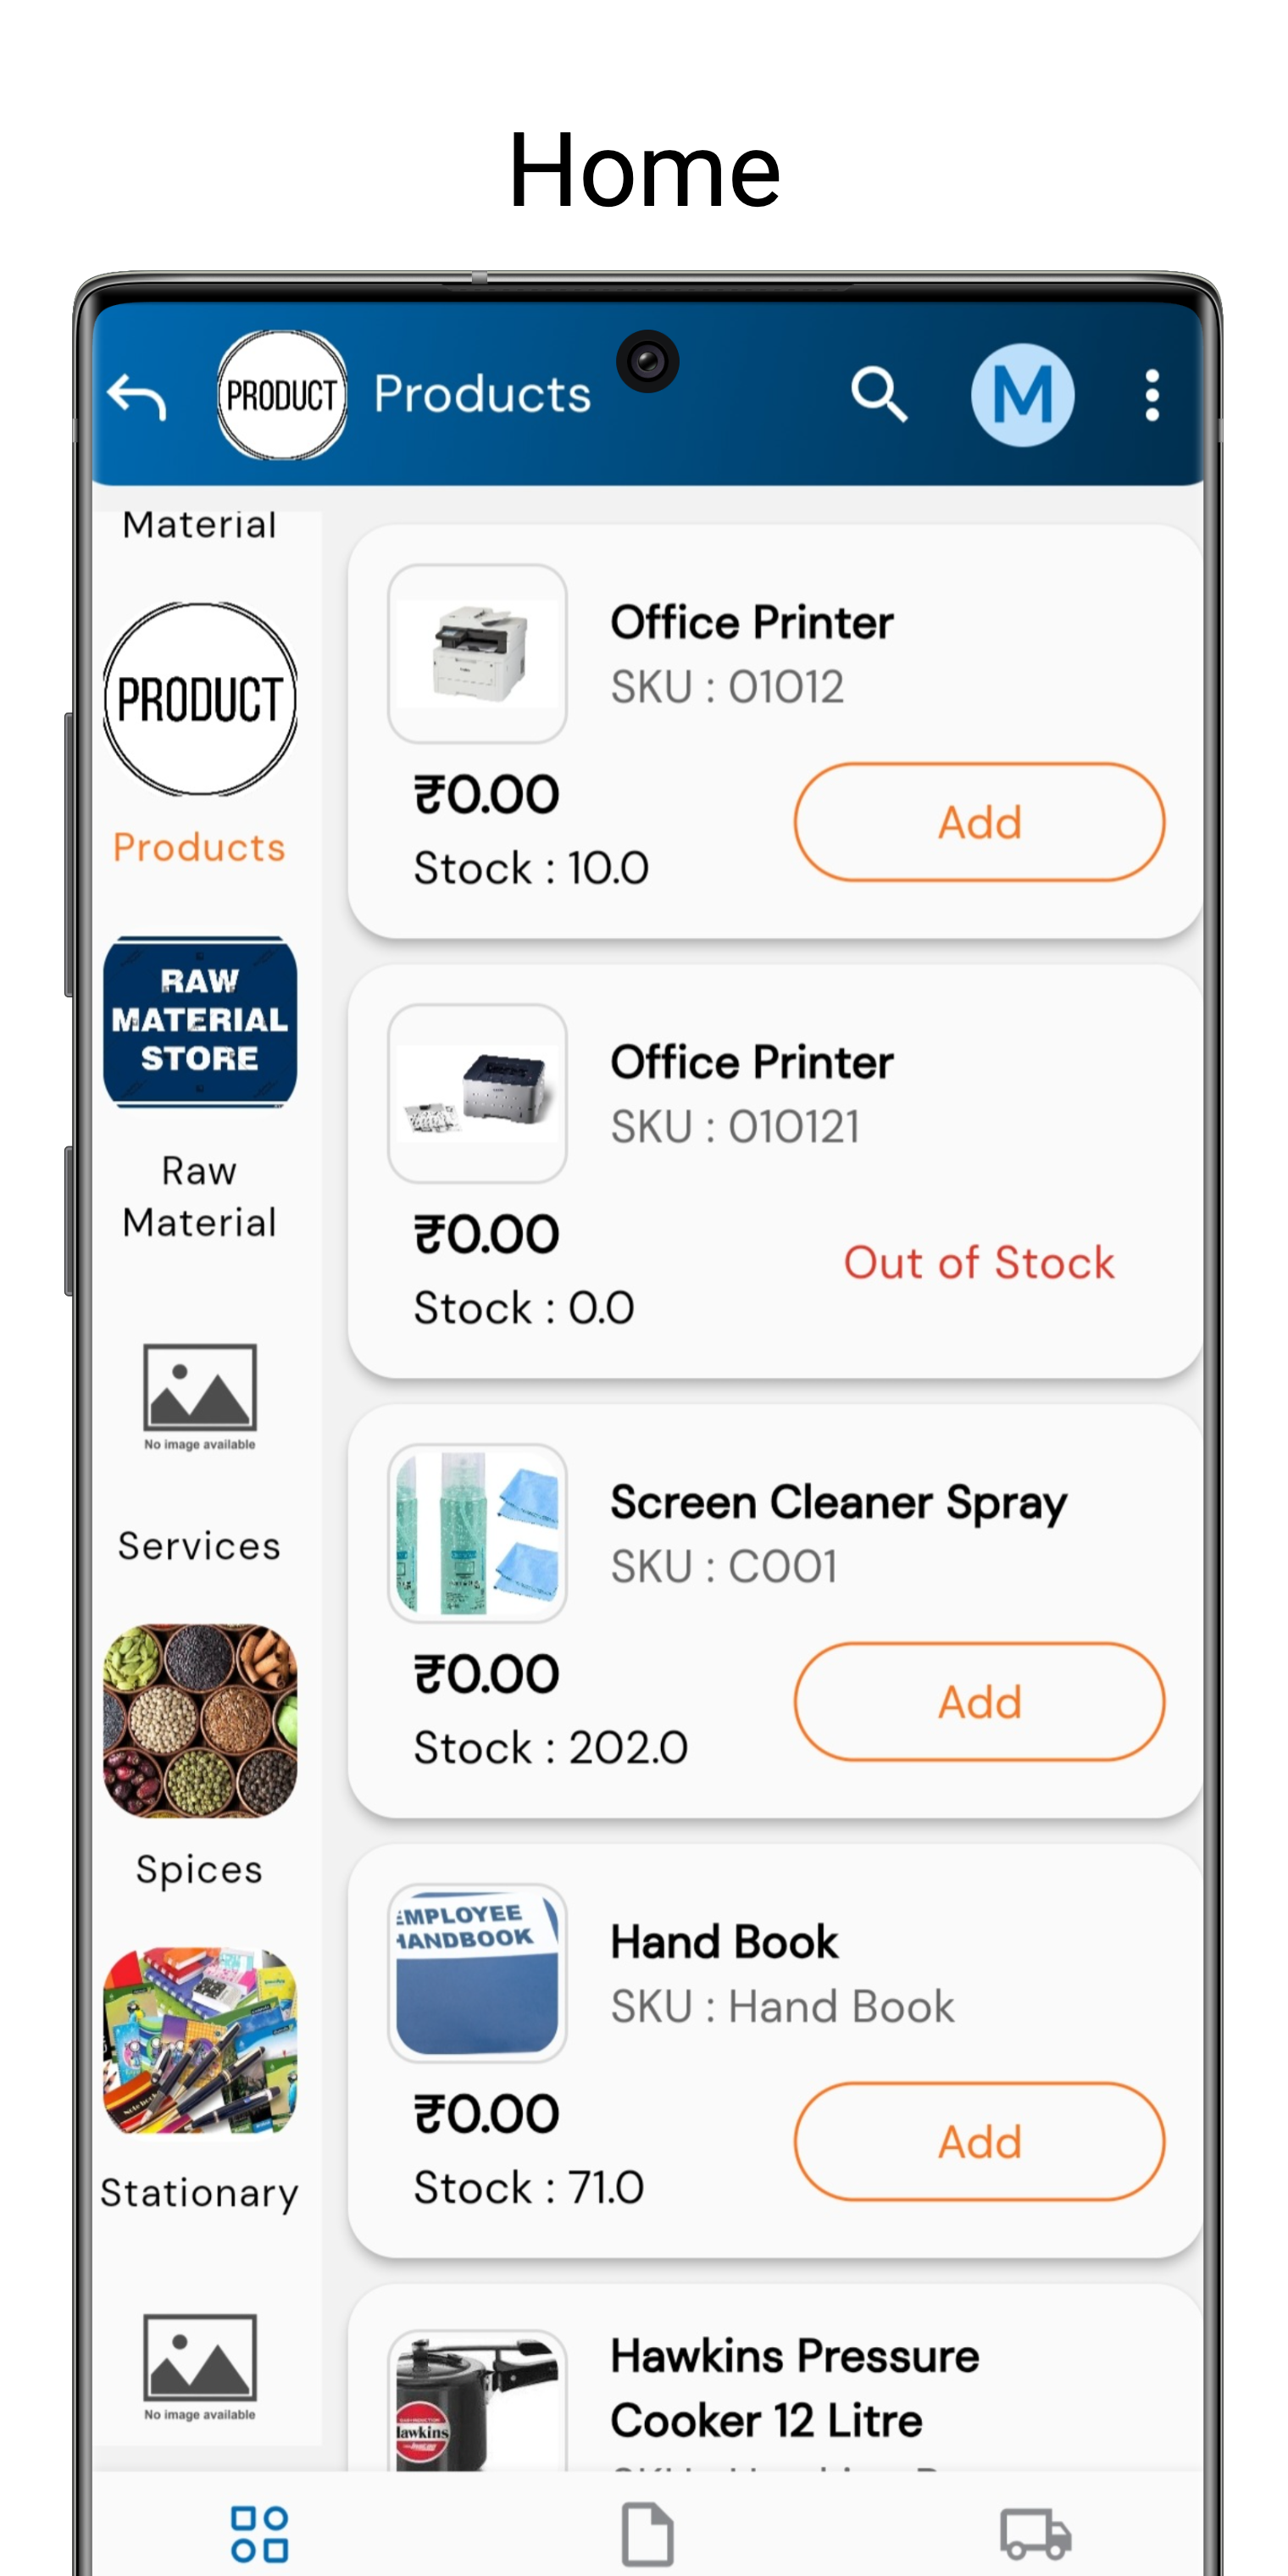 Home
PRODUCT
Products
M
Material
PRODUCT
Products
RAW
MATERIAL
STORE
Raw
Material
No image available
Services
Spices
Stationary
No image available
Office Printer
SKU : 01012
₹0.00
Stock : 10.0
Add
Office Printer
SKU : 010121
₹0.00
Stock : 0.0
Out of Stock
Screen Cleaner Spray
SKU : C001
₹0.00
Stock : 202.0
Add
EMPLOYEE
HANDBOOK
Hand Book
SKU : Hand Book
₹0.00
Stock : 71.0
Add
Hawkins
Hawkins Pressure
Cooker 12 Litre